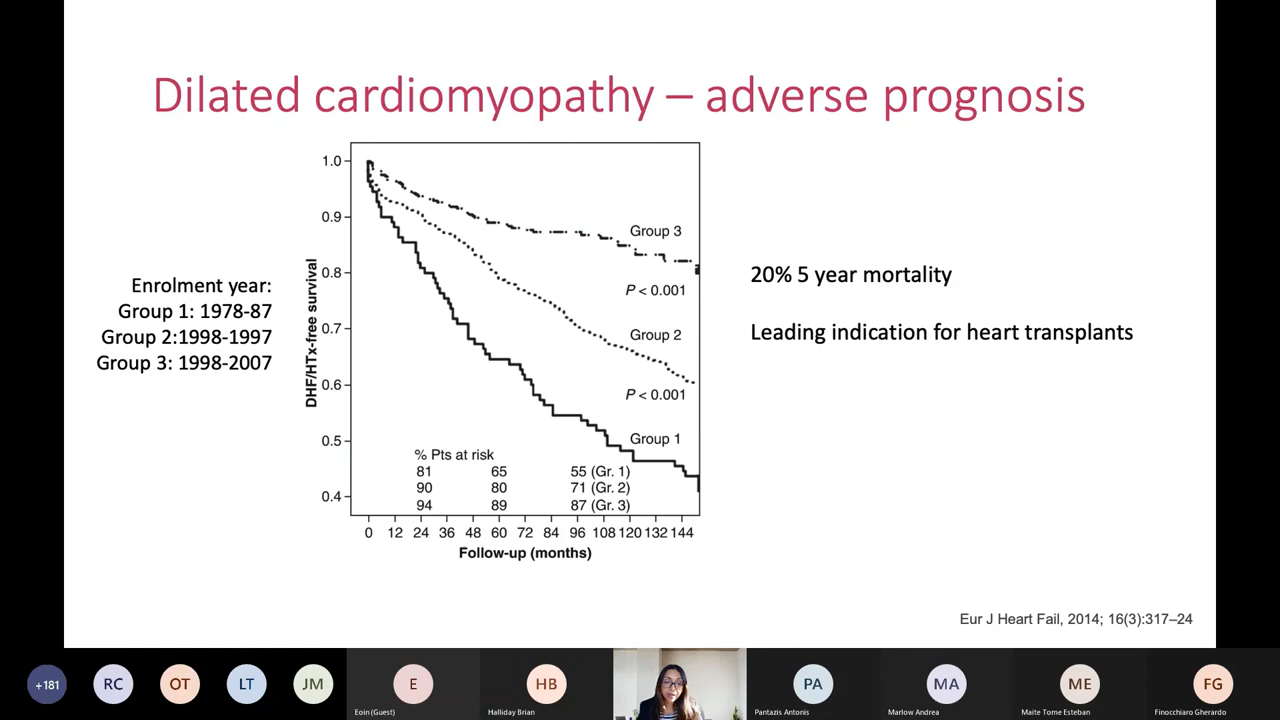 Dilated cardiomyopathy – adverse prognosis
Enrolment year:
Group 1: 1978-87
Group 2:1998-1997
Group 3: 1998-2007
DHF/HTx-free survival
1.0
0.9
0.8
0.7
0.6
0.5
0.4
Group 3
P < 0.001
Group 2
P < 0.001
Group 1
% Pts at risk
81 65 55 (Gr. 1)
90 80 71 (Gr. 2)
94 89 87 (Gr. 3)
0 12 24 36 48 60 72 84 96 108 120 132 144
Follow-up (months)
20% 5 year mortality
Leading indication for heart transplants
Eur J Heart Fail, 2014; 16(3):317–24
+181 RC OT LT JM E HB PA MA ME FG
Eoin (Guest) Halliday Brian Pantazis Antonis Marlow Andrea Maite Tome Esteban Finocchiaro Gherardo